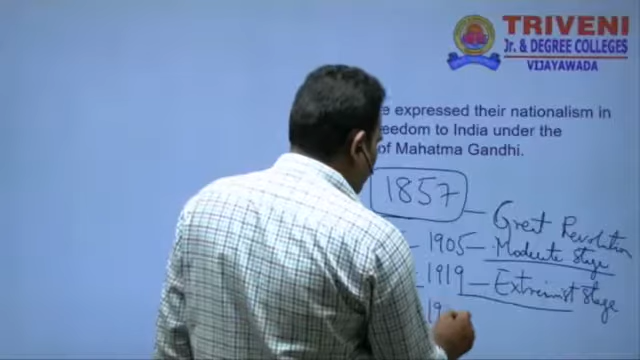 TRIVENI
Jr. & DEGREE COLLEGES
VIJAYAWADA
e expressed their nationalism in
eedom to India under the
of Mahatma Gandhi.
1857 - Great Revolution
- 1905 - Moderate stage
- 1919 - Extremist stage
19